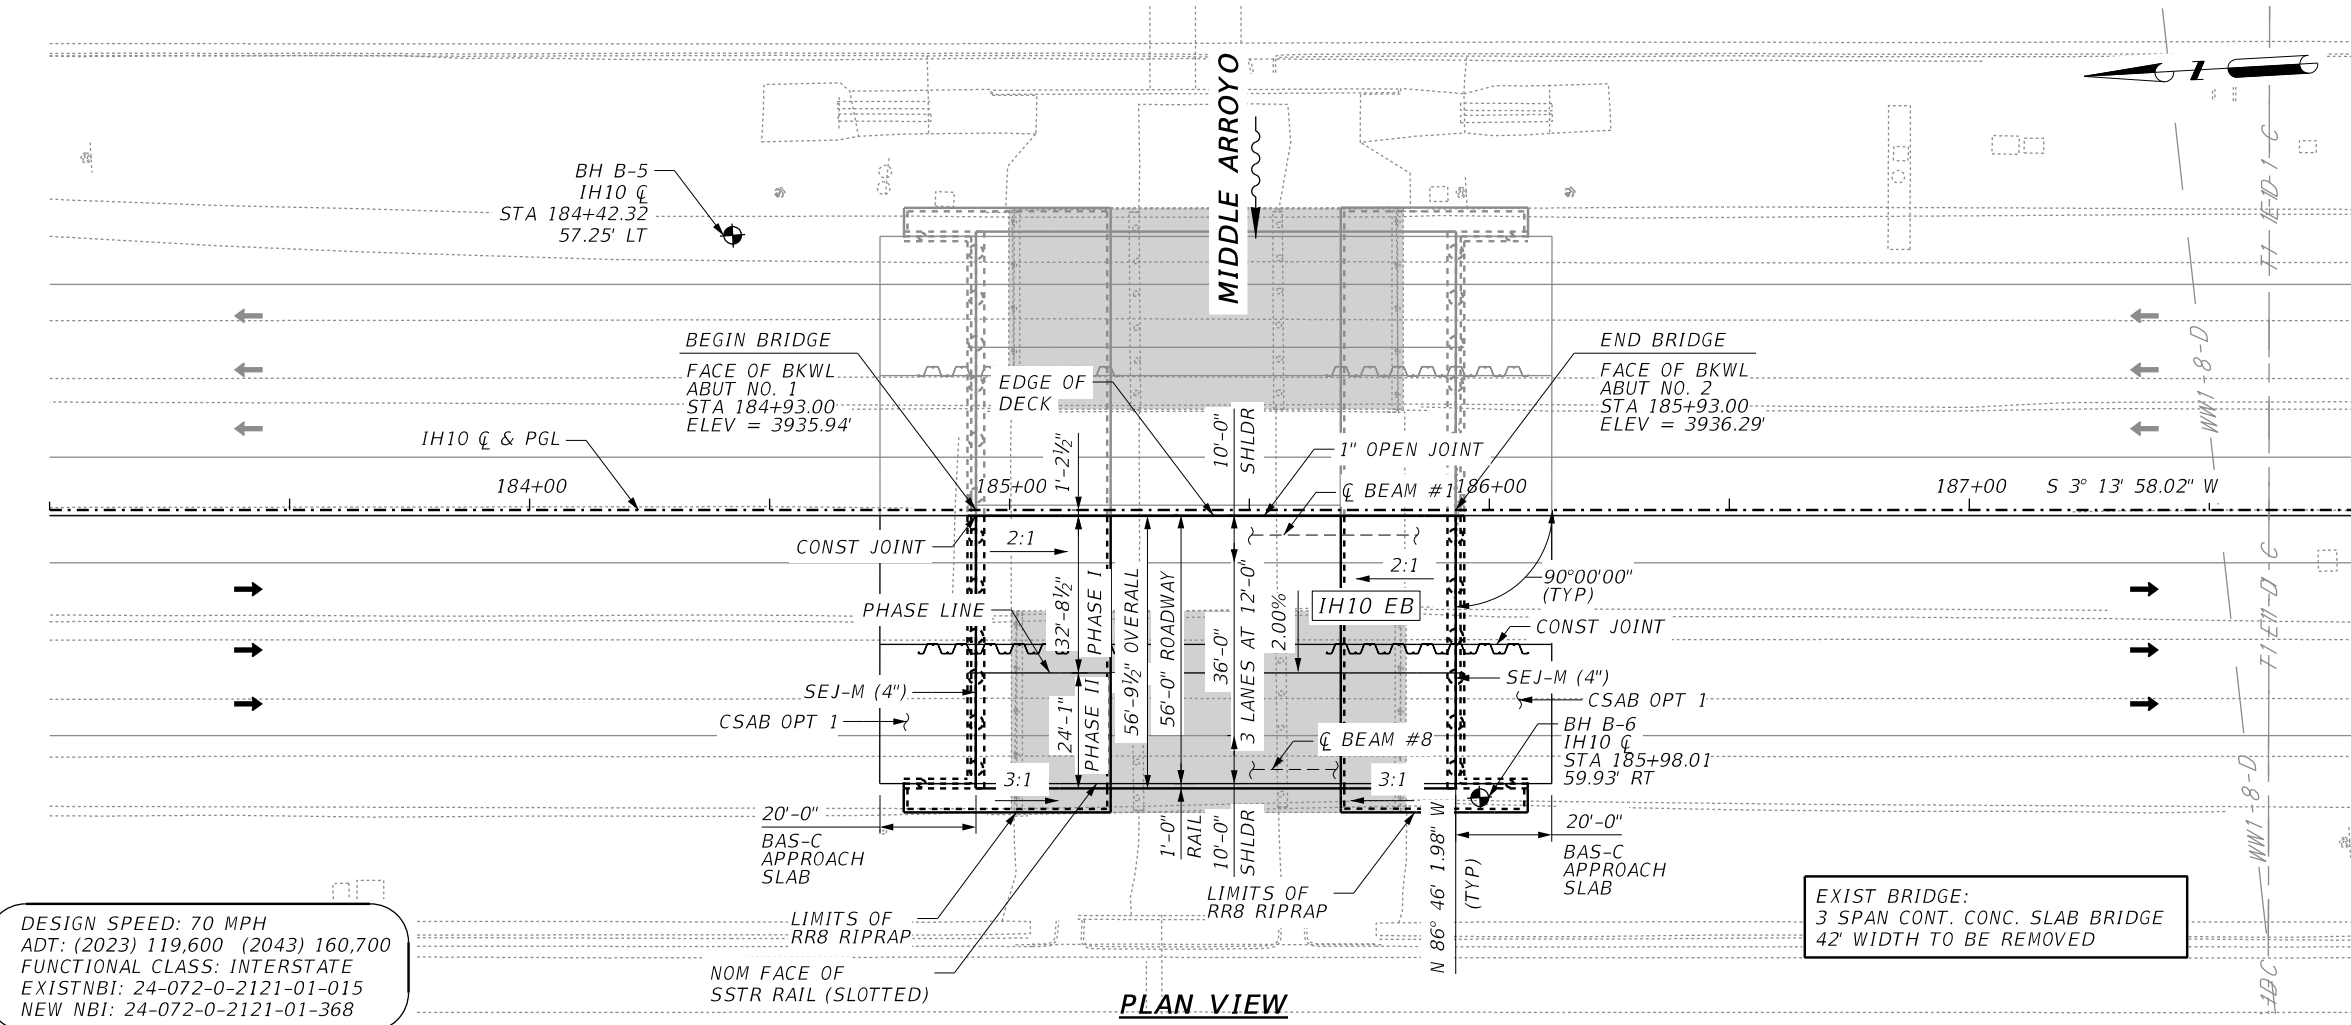 MIDDLE ARROYO
N
BH B-5
IH10 ℄
STA 184+42.32
57.25' LT
BEGIN BRIDGE
FACE OF BKWL
ABUT NO. 1
STA 184+93.00
ELEV = 3935.94'
EDGE OF
DECK
END BRIDGE
FACE OF BKWL
ABUT NO. 2
STA 185+93.00
ELEV = 3936.29'
IH10 ℄ & PGL
1'-2½"
10'-0"
SHLDR
1" OPEN JOINT
℄ BEAM #1
184+00
185+00
186+00
187+00
S 3° 13' 58.02" W
CONST JOINT
2:1
2:1
90°00'00"
(TYP)
PHASE LINE
32'-8½"
PHASE I
56'-9½" OVERALL
56'-0" ROADWAY
36'-0"
3 LANES AT 12'-0"
2.00%
IH10 EB
CONST JOINT
SEJ-M (4")
SEJ-M (4")
CSAB OPT 1
CSAB OPT 1
24'-1"
PHASE II
℄ BEAM #8
BH B-6
IH10 ℄
STA 185+98.01
59.93' RT
3:1
3:1
20'-0"
BAS-C
APPROACH
SLAB
1'-0"
RAIL
10'-0"
SHLDR
N 86° 46' 1.98" W
(TYP)
20'-0"
BAS-C
APPROACH
SLAB
LIMITS OF
RR8 RIPRAP
LIMITS OF
RR8 RIPRAP
NOM FACE OF
SSTR RAIL (SLOTTED)
WW1-8-D
WW1-8-D
DESIGN SPEED: 70 MPH
ADT: (2023) 119,600 (2043) 160,700
FUNCTIONAL CLASS: INTERSTATE
EXISTNBI: 24-072-0-2121-01-015
NEW NBI: 24-072-0-2121-01-368
EXIST BRIDGE:
3 SPAN CONT. CONC. SLAB BRIDGE
42' WIDTH TO BE REMOVED
PLAN VIEW